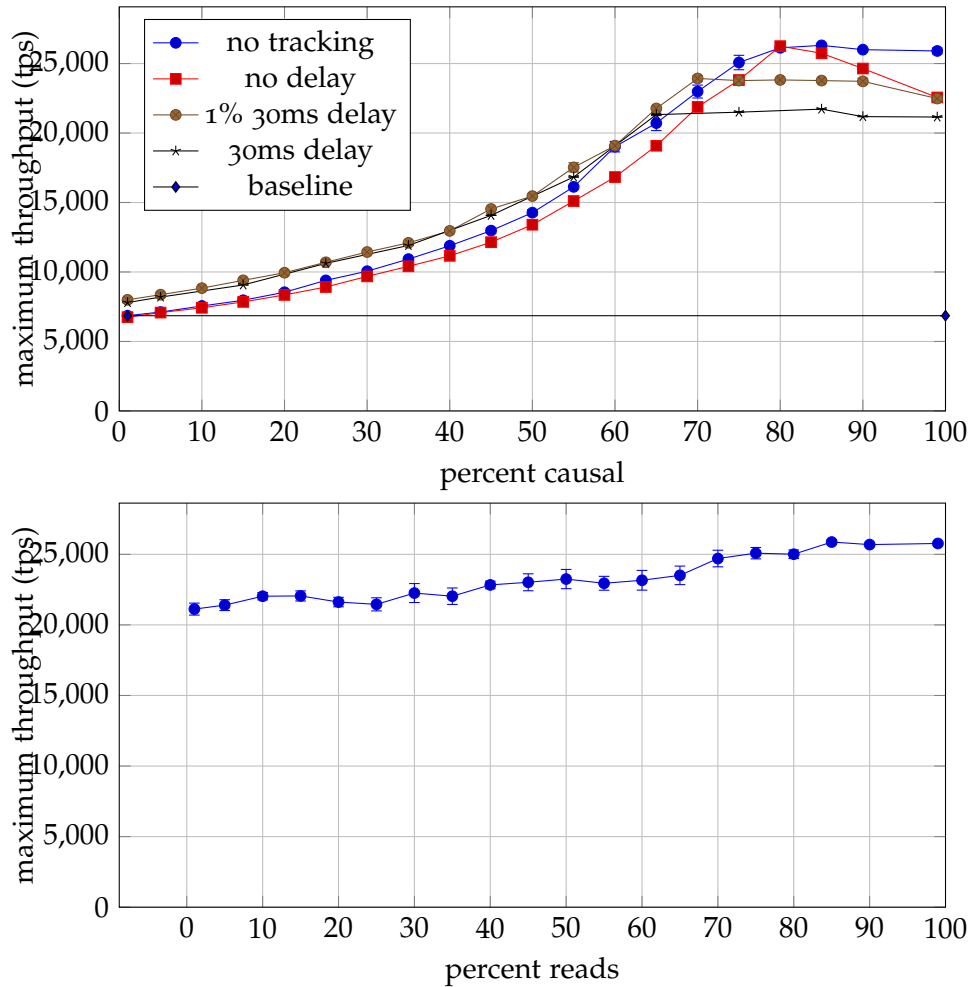 maximum throughput (tps)
25,000
20,000
15,000
10,000
5,000
0
no tracking
no delay
1% 30ms delay
30ms delay
baseline
0 10 20 30 40 50 60 70 80 90 100
percent causal
maximum throughput (tps)
25,000
20,000
15,000
10,000
5,000
0
0 10 20 30 40 50 60 70 80 90 100
percent reads